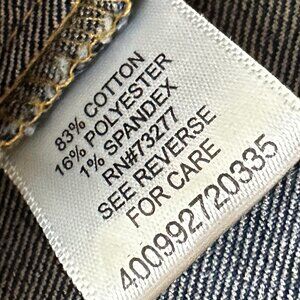 83% COTTON
16% POLYESTER
1% SPANDEX
RN#73277
SEE REVERSE
FOR CARE
400992720335